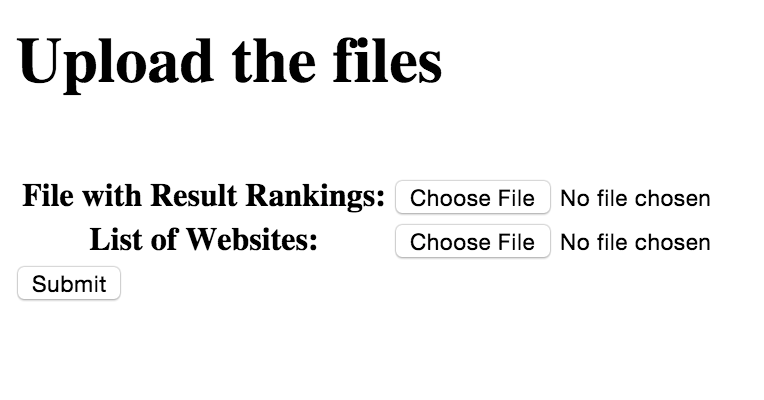 Upload the files
File with Result Rankings: Choose File No file chosen
List of Websites: Choose File No file chosen
Submit